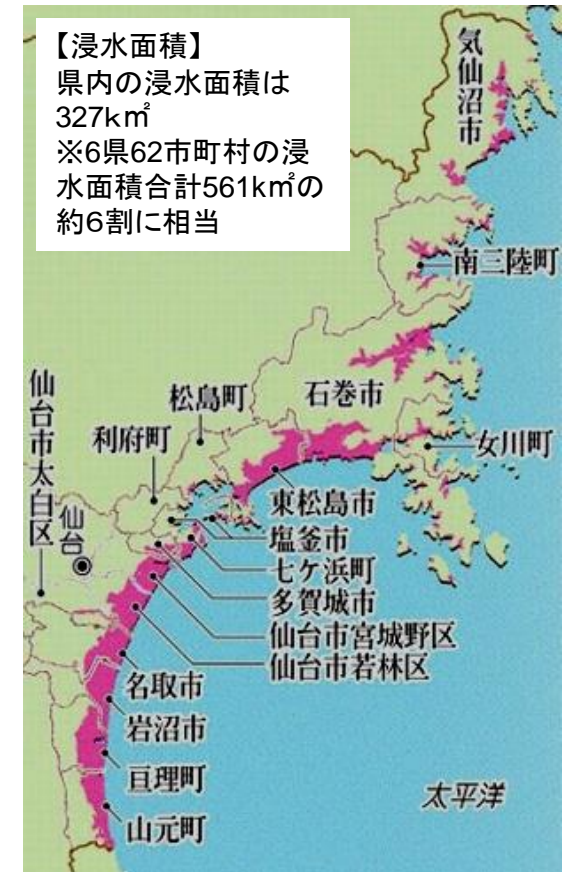 【浸水面積】
県内の浸水面積は
327k㎡
※6県62市町村の浸
水面積合計561k㎡の
約6割に相当
気仙沼市
南三陸町
石巻市
松島町
利府町
女川町
仙台市太白区
仙台
東松島市
塩釜市
七ケ浜町
多賀城市
仙台市宮城野区
仙台市若林区
名取市
岩沼市
亘理町
山元町
太平洋